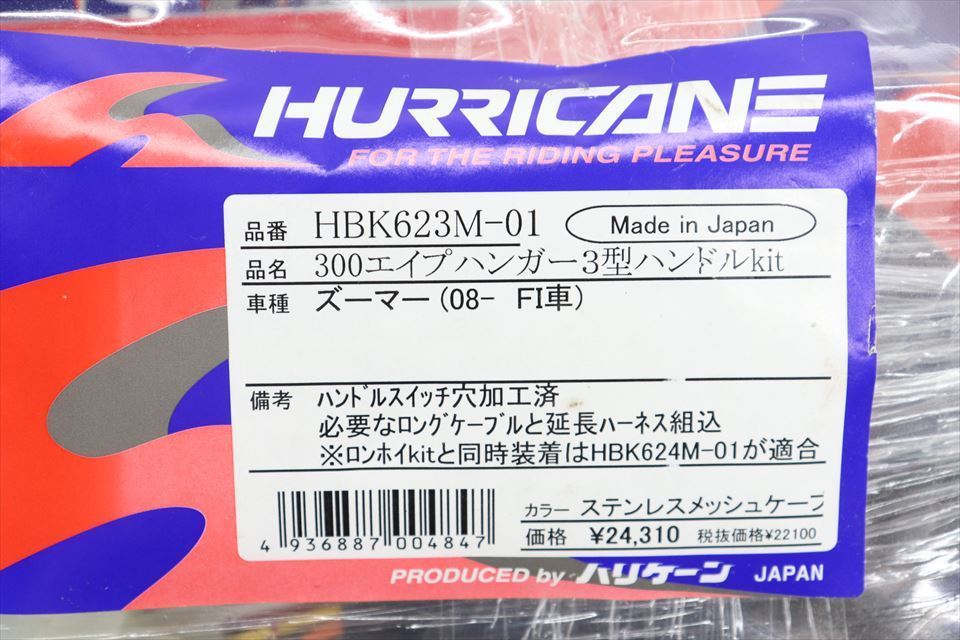 HURRICANE
FOR THE RIDING PLEASURE
品番 HBK623M-01 Made in Japan
品名 300エイプハンガー3型ハンドルkit
車種 ズーマー(08- FI車)
備考 ﾊﾝﾄﾞﾙスイッチ穴加工済
必要なﾛﾝｸﾞｹｰﾌﾞﾙと延長ﾊｰﾈｽ組込
※ﾛﾝﾎｲkitと同時装着はHBK624M-01が適合
カラー ステンレスメッシュケーブ
価格 ¥24,310 税抜価格¥22100
4 936887 004847
PRODUCED by ハリケーン JAPAN